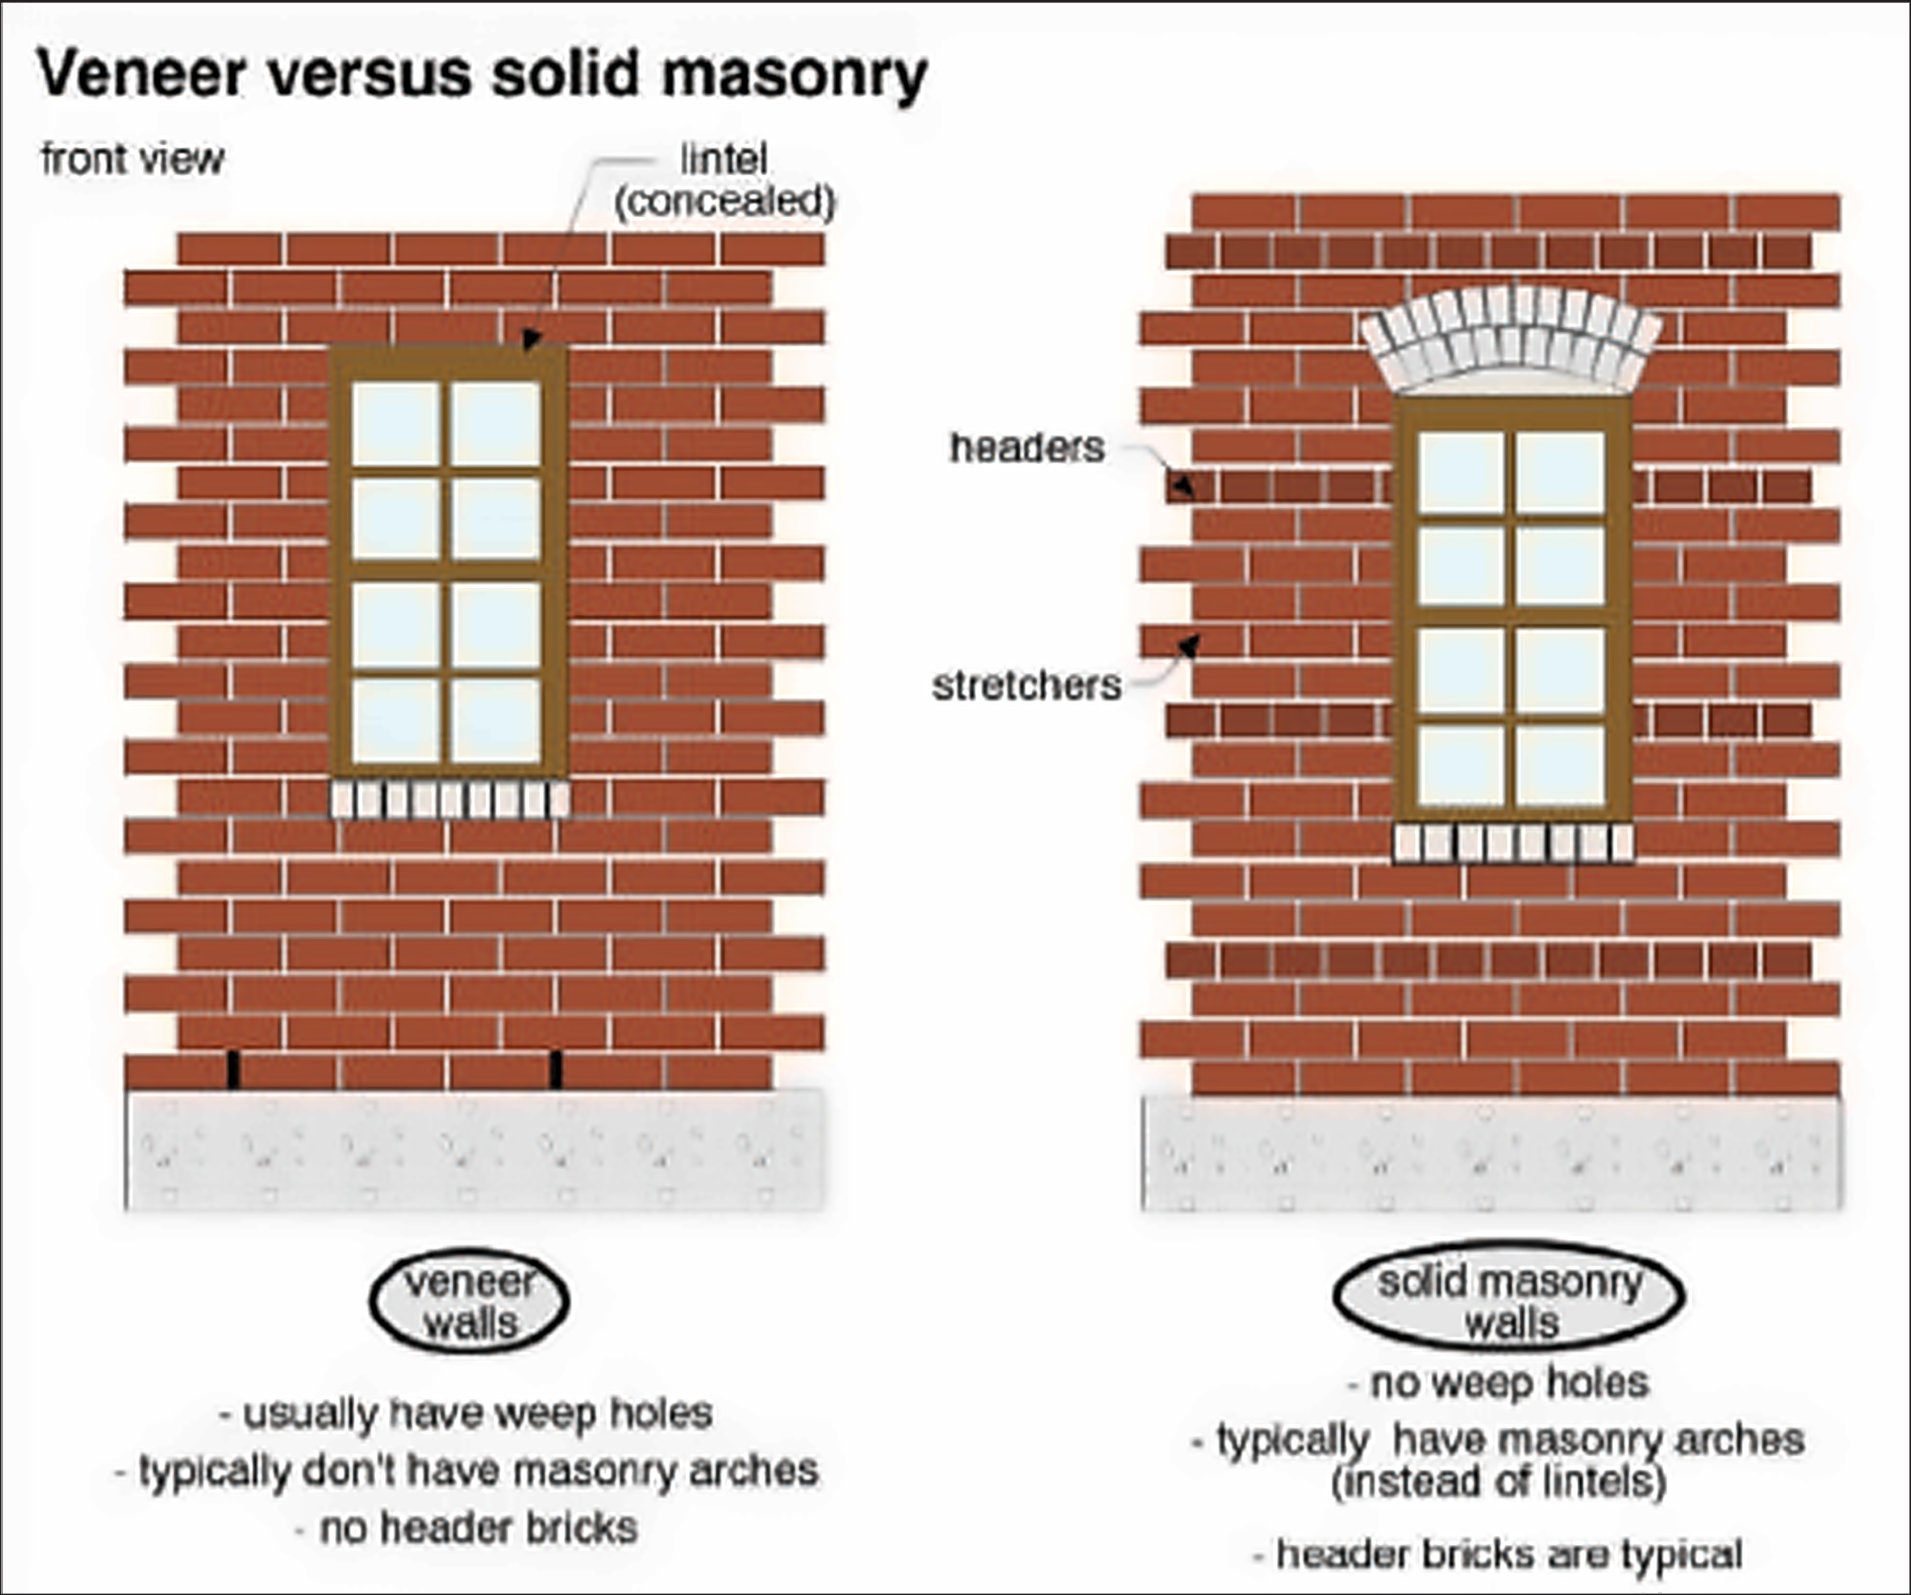 Veneer versus solid masonry
front view
lintel
(concealed)
headers
stretchers
veneer
walls
- usually have weep holes
- typically don't have masonry arches
- no header bricks
solid masonry
walls
- no weep holes
- typically have masonry arches
(instead of lintels)
- header bricks are typical